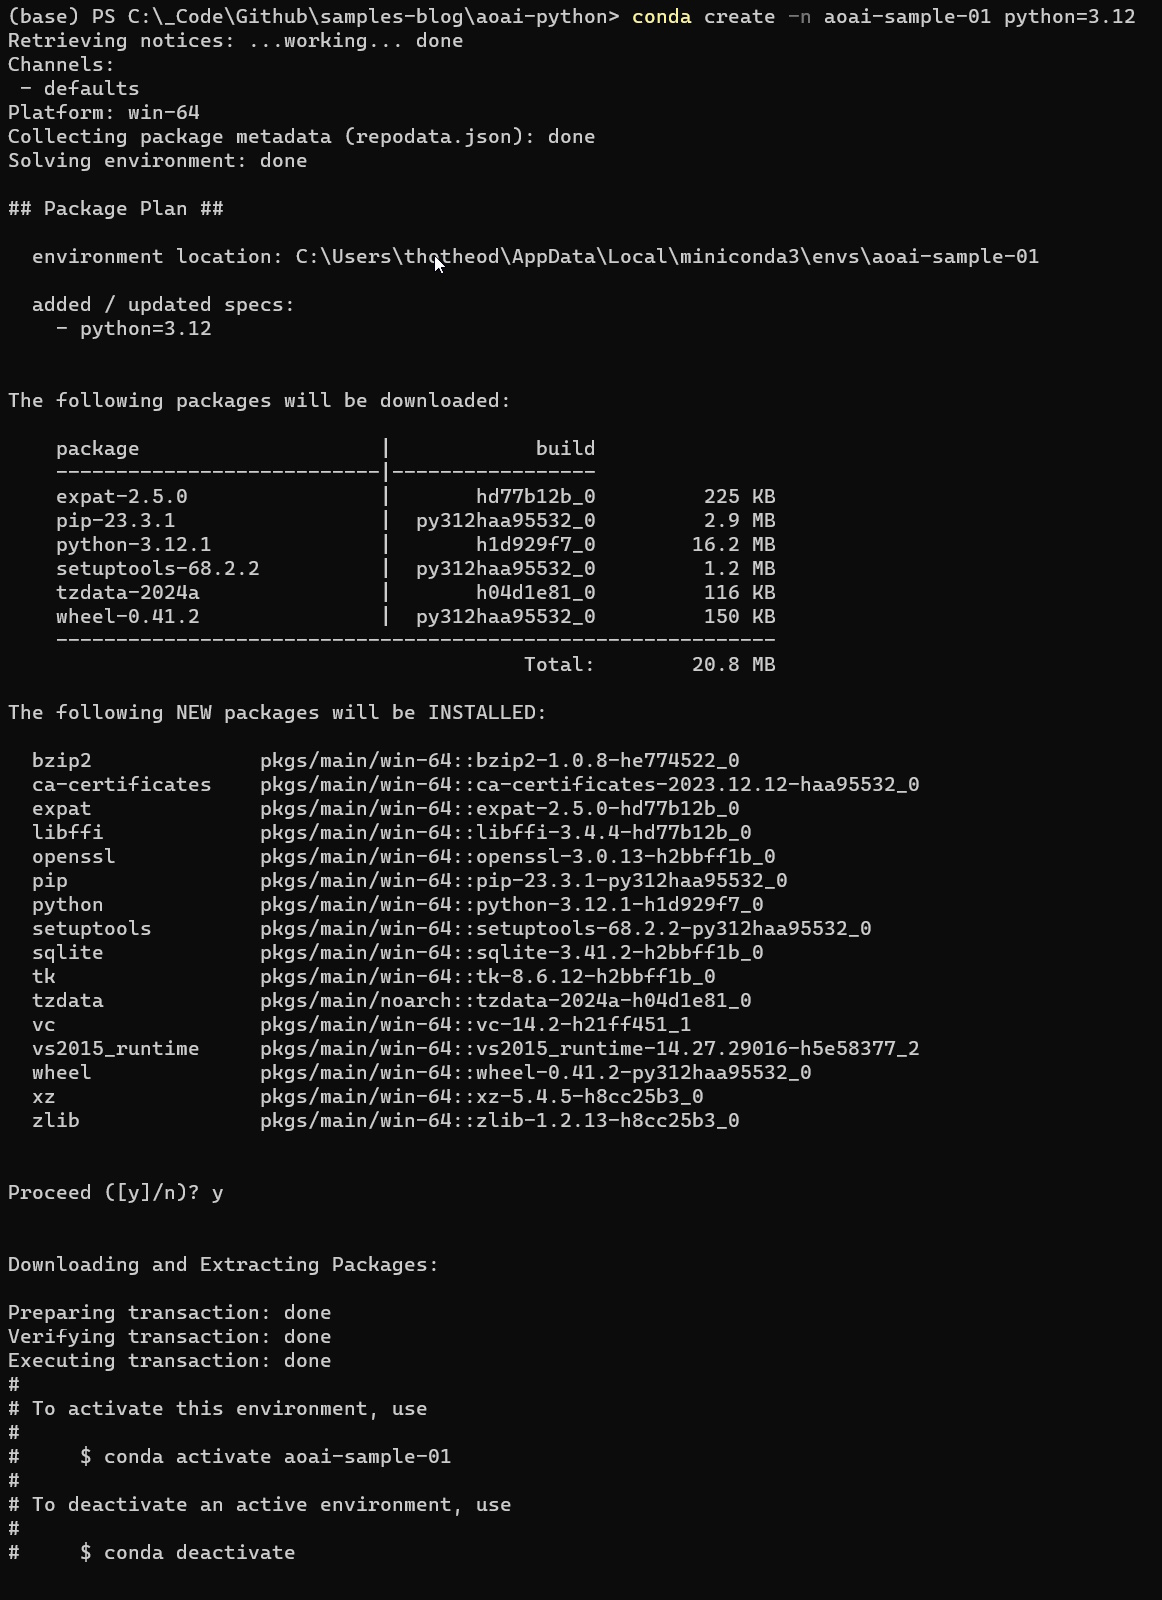 (base) PS C:\_Code\Github\samples-blog\aoai-python> conda create -n aoai-sample-01 python=3.12
Retrieving notices: ...working... done
Channels:
 - defaults
Platform: win-64
Collecting package metadata (repodata.json): done
Solving environment: done

## Package Plan ##

  environment location: C:\Users\thotheod\AppData\Local\miniconda3\envs\aoai-sample-01

  added / updated specs:
    - python=3.12


The following packages will be downloaded:

    package                    |            build
    ---------------------------|-----------------
    expat-2.5.0                |       hd77b12b_0         225 KB
    pip-23.3.1                 |  py312haa95532_0         2.9 MB
    python-3.12.1              |       h1d929f7_0        16.2 MB
    setuptools-68.2.2          |  py312haa95532_0         1.2 MB
    tzdata-2024a               |       h04d1e81_0         116 KB
    wheel-0.41.2               |  py312haa95532_0         150 KB
    ------------------------------------------------------------
                                           Total:        20.8 MB

The following NEW packages will be INSTALLED:

  bzip2              pkgs/main/win-64::bzip2-1.0.8-he774522_0
  ca-certificates    pkgs/main/win-64::ca-certificates-2023.12.12-haa95532_0
  expat              pkgs/main/win-64::expat-2.5.0-hd77b12b_0
  libffi             pkgs/main/win-64::libffi-3.4.4-hd77b12b_0
  openssl            pkgs/main/win-64::openssl-3.0.13-h2bbff1b_0
  pip                pkgs/main/win-64::pip-23.3.1-py312haa95532_0
  python             pkgs/main/win-64::python-3.12.1-h1d929f7_0
  setuptools         pkgs/main/win-64::setuptools-68.2.2-py312haa95532_0
  sqlite             pkgs/main/win-64::sqlite-3.41.2-h2bbff1b_0
  tk                 pkgs/main/win-64::tk-8.6.12-h2bbff1b_0
  tzdata             pkgs/main/noarch::tzdata-2024a-h04d1e81_0
  vc                 pkgs/main/win-64::vc-14.2-h21ff451_1
  vs2015_runtime     pkgs/main/win-64::vs2015_runtime-14.27.29016-h5e58377_2
  wheel              pkgs/main/win-64::wheel-0.41.2-py312haa95532_0
  xz                 pkgs/main/win-64::xz-5.4.5-h8cc25b3_0
  zlib               pkgs/main/win-64::zlib-1.2.13-h8cc25b3_0


Proceed ([y]/n)? y


Downloading and Extracting Packages:

Preparing transaction: done
Verifying transaction: done
Executing transaction: done
#
# To activate this environment, use
#
#     $ conda activate aoai-sample-01
#
# To deactivate an active environment, use
#
#     $ conda deactivate